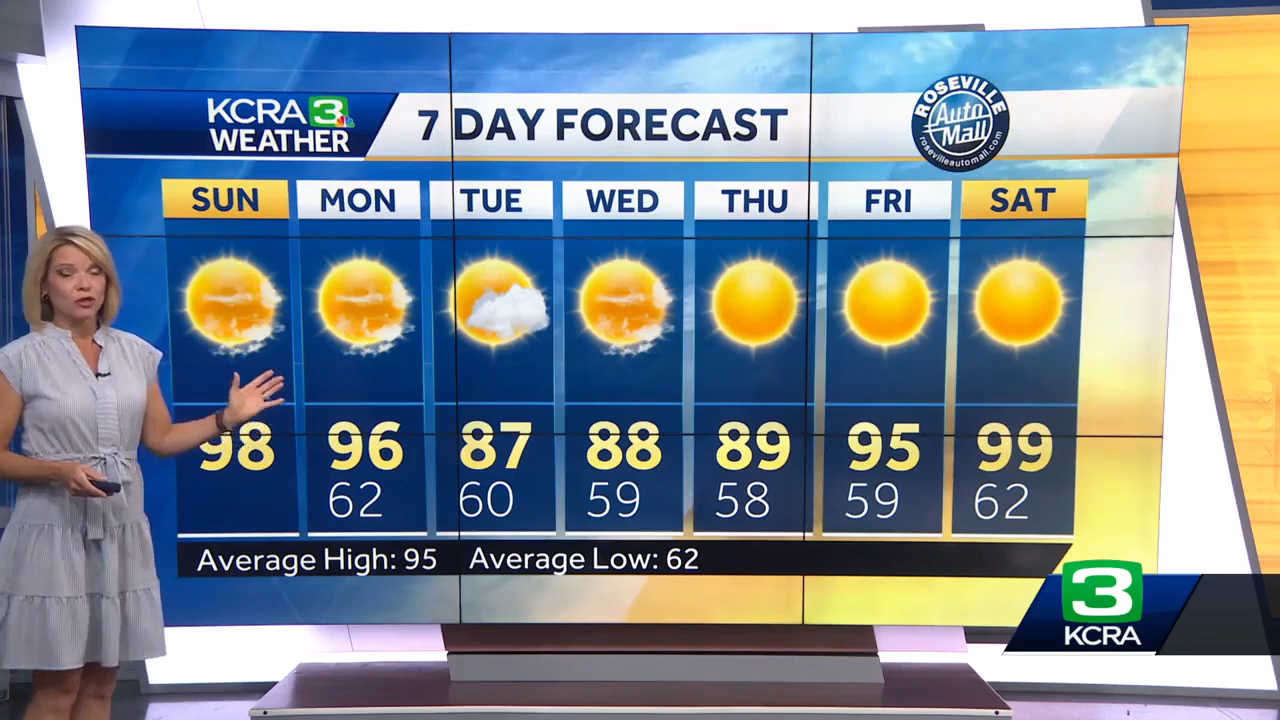 KCRA 3
WEATHER
7 DAY FORECAST
ROSEVILLE
Auto
Mall
rosevilleautomall.com
SUN MON TUE WED THU FRI SAT
98 96 87 88 89 95 99
62 60 59 58 59 62
Average High: 95 Average Low: 62
3
KCRA